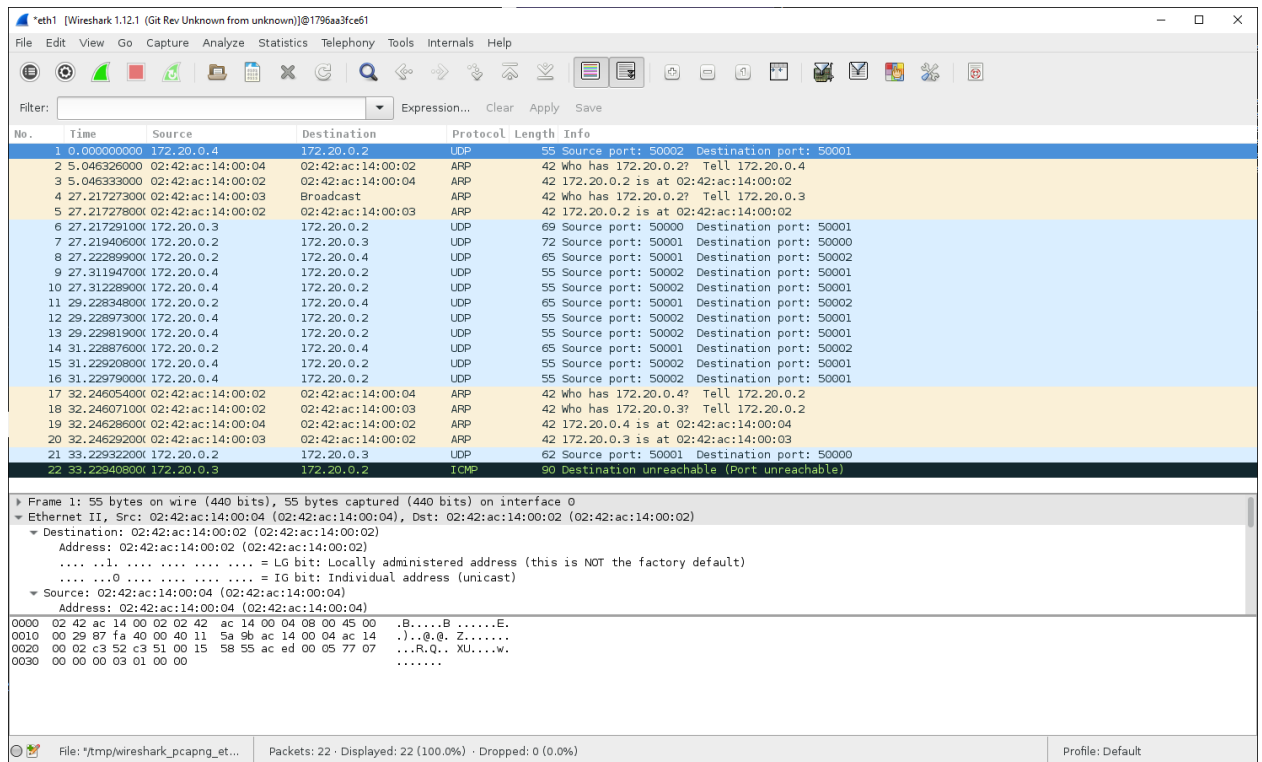 *eth1 [Wireshark 1.12.1 (Git Rev Unknown from unknown)]@1796aa3fce61
File Edit View Go Capture Analyze Statistics Telephony Tools Internals Help
Filter: Expression... Clear Apply Save
No. Time Source Destination Protocol Length Info
1 0.000000000 172.20.0.4 172.20.0.2 UDP 55 Source port: 50002 Destination port: 50001
2 5.046326000 02:42:ac:14:00:04 02:42:ac:14:00:02 ARP 42 Who has 172.20.0.2? Tell 172.20.0.4
3 5.046333000 02:42:ac:14:00:02 02:42:ac:14:00:04 ARP 42 172.20.0.2 is at 02:42:ac:14:00:02
4 27.21727300( 02:42:ac:14:00:03 Broadcast ARP 42 Who has 172.20.0.2? Tell 172.20.0.3
5 27.21727800( 02:42:ac:14:00:02 02:42:ac:14:00:03 ARP 42 172.20.0.2 is at 02:42:ac:14:00:02
6 27.21729100( 172.20.0.3 172.20.0.2 UDP 69 Source port: 50000 Destination port: 50001
7 27.21940600( 172.20.0.2 172.20.0.3 UDP 72 Source port: 50001 Destination port: 50000
8 27.22289900( 172.20.0.2 172.20.0.4 UDP 65 Source port: 50001 Destination port: 50002
9 27.31194700( 172.20.0.4 172.20.0.2 UDP 55 Source port: 50002 Destination port: 50001
10 27.31228900( 172.20.0.4 172.20.0.2 UDP 55 Source port: 50002 Destination port: 50001
11 29.22834800( 172.20.0.2 172.20.0.4 UDP 65 Source port: 50001 Destination port: 50002
12 29.22897300( 172.20.0.4 172.20.0.2 UDP 55 Source port: 50002 Destination port: 50001
13 29.22981900( 172.20.0.4 172.20.0.2 UDP 55 Source port: 50002 Destination port: 50001
14 31.22887600( 172.20.0.2 172.20.0.4 UDP 65 Source port: 50001 Destination port: 50002
15 31.22920800( 172.20.0.4 172.20.0.2 UDP 55 Source port: 50002 Destination port: 50001
16 31.22979000( 172.20.0.4 172.20.0.2 UDP 55 Source port: 50002 Destination port: 50001
17 32.24605400( 02:42:ac:14:00:02 02:42:ac:14:00:04 ARP 42 Who has 172.20.0.4? Tell 172.20.0.2
18 32.24607100( 02:42:ac:14:00:02 02:42:ac:14:00:03 ARP 42 Who has 172.20.0.3? Tell 172.20.0.2
19 32.24628600( 02:42:ac:14:00:04 02:42:ac:14:00:02 ARP 42 172.20.0.4 is at 02:42:ac:14:00:04
20 32.24629200( 02:42:ac:14:00:03 02:42:ac:14:00:02 ARP 42 172.20.0.3 is at 02:42:ac:14:00:03
21 33.22932200( 172.20.0.2 172.20.0.3 UDP 62 Source port: 50001 Destination port: 50000
22 33.22940800( 172.20.0.3 172.20.0.2 ICMP 90 Destination unreachable (Port unreachable)
Frame 1: 55 bytes on wire (440 bits), 55 bytes captured (440 bits) on interface 0
Ethernet II, Src: 02:42:ac:14:00:04 (02:42:ac:14:00:04), Dst: 02:42:ac:14:00:02 (02:42:ac:14:00:02)
Destination: 02:42:ac:14:00:02 (02:42:ac:14:00:02)
Address: 02:42:ac:14:00:02 (02:42:ac:14:00:02)
.... ..1. .... .... .... .... = LG bit: Locally administered address (this is NOT the factory default)
.... ...0 .... .... .... .... = IG bit: Individual address (unicast)
Source: 02:42:ac:14:00:04 (02:42:ac:14:00:04)
Address: 02:42:ac:14:00:04 (02:42:ac:14:00:04)
0000 02 42 ac 14 00 02 02 42 ac 14 00 04 08 00 45 00 .B.....B ......E.
0010 00 29 87 fa 40 00 40 11 5a 9b ac 14 00 04 ac 14 .)..@.@. Z.......
0020 00 02 c3 52 c3 51 00 15 58 55 ac ed 00 05 77 07 ...R.Q.. XU....w.
0030 00 00 00 03 01 00 00 .......
File: "/tmp/wireshark_pcapng_et... Packets: 22 · Displayed: 22 (100.0%) · Dropped: 0 (0.0%) Profile: Default